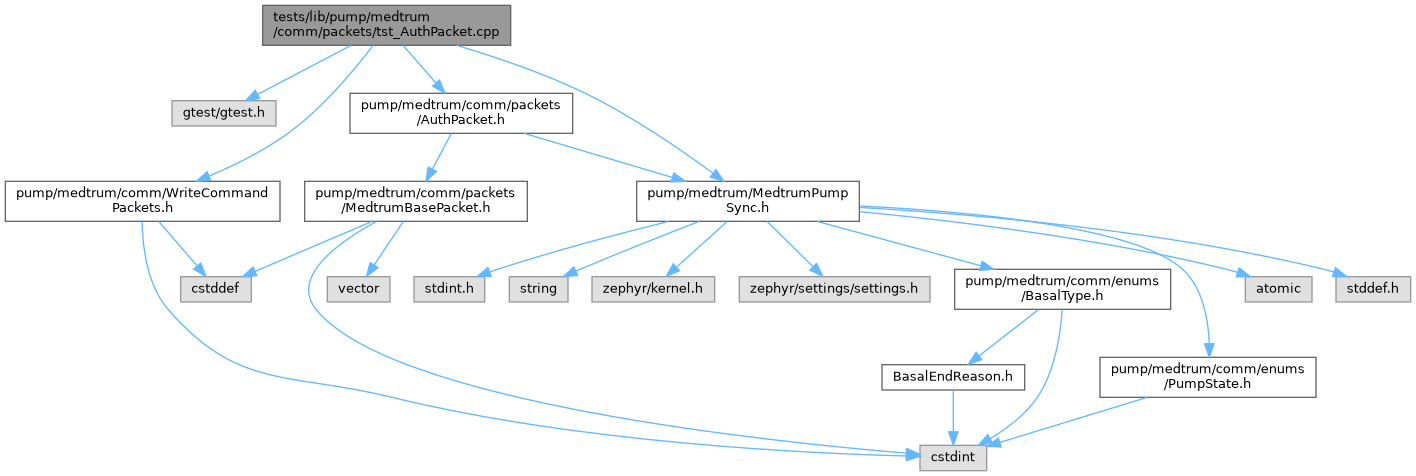 tests/lib/pump/medtrum
/comm/packets/tst_AuthPacket.cpp
gtest/gtest.h
pump/medtrum/comm/packets
/AuthPacket.h
pump/medtrum/comm/WriteCommand
Packets.h
pump/medtrum/comm/packets
/MedtrumBasePacket.h
pump/medtrum/MedtrumPump
Sync.h
cstddef
vector
stdint.h
string
zephyr/kernel.h
zephyr/settings/settings.h
pump/medtrum/comm/enums
/BasalType.h
atomic
stddef.h
BasalEndReason.h
pump/medtrum/comm/enums
/PumpState.h
cstdint